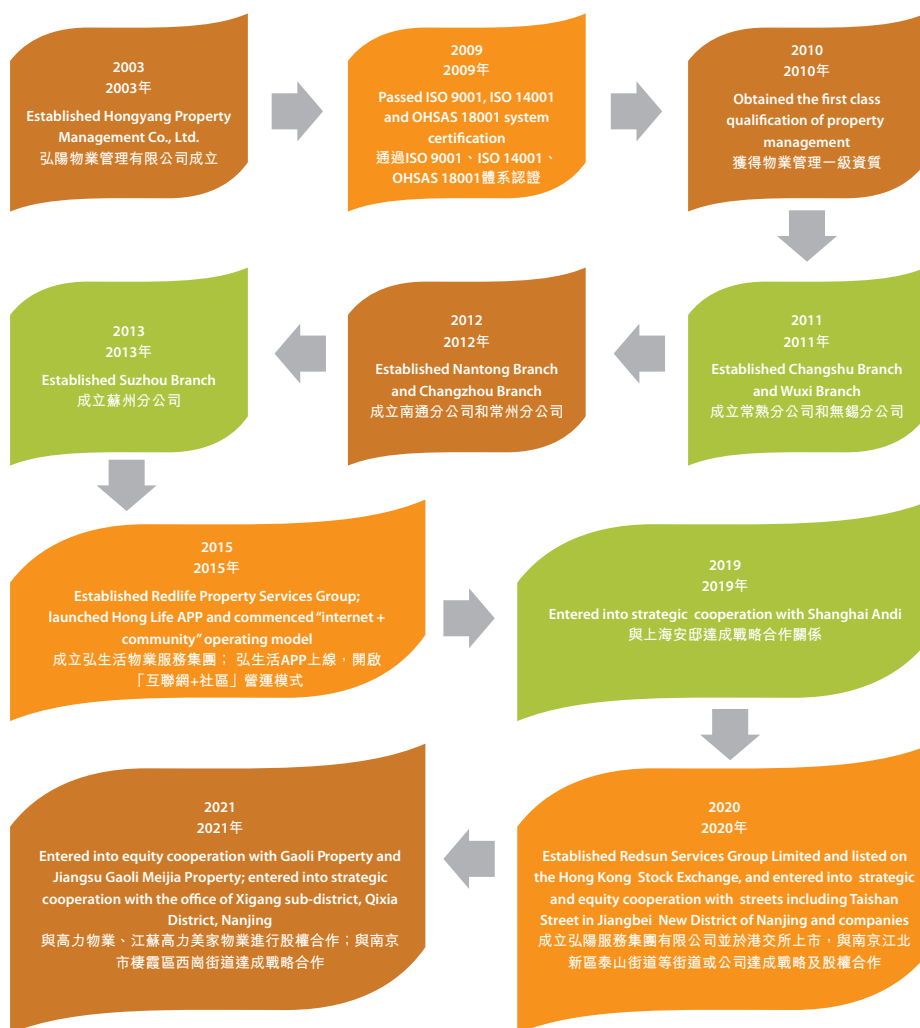 2003
2003年
Established Hongyang Property
Management Co., Ltd.
弘陽物業管理有限公司成立
2009
2009年
Passed ISO 9001, ISO 14001
and OHSAS 18001 system
certification
通過ISO 9001、ISO 14001、
OHSAS 18001體系認證
2010
2010年
Obtained the first class
qualification of property
management
獲得物業管理一級資質
2011
2011年
Established Changshu Branch
and Wuxi Branch
成立常熟分公司和無錫分公司
2012
2012年
Established Nantong Branch
and Changzhou Branch
成立南通分公司和常州分公司
2013
2013年
Established Suzhou Branch
成立蘇州分公司
2015
2015年
Established Redlife Property Services Group;
launched Hong Life APP and commenced “internet +
community” operating model
成立弘生活物業服務集團； 弘生活APP上線，開啟
「互聯網+社區」營運模式
2019
2019年
Entered into strategic cooperation with Shanghai Andi
與上海安邸達成戰略合作關係
2020
2020年
Established Redsun Services Group Limited and listed on
the Hong Kong Stock Exchange, and entered into strategic
and equity cooperation with streets including Taishan
Street in Jiangbei New District of Nanjing and companies
成立弘陽服務集團有限公司並於港交所上市，與南京江北
新區泰山街道等街道或公司達成戰略及股權合作
2021
2021年
Entered into equity cooperation with Gaoli Property and
Jiangsu Gaoli Meijia Property; entered into strategic
cooperation with the office of Xigang sub-district, Qixia
District, Nanjing
與高力物業、江蘇高力美家物業進行股權合作；與南京
市棲霞區西崗街道達成戰略合作